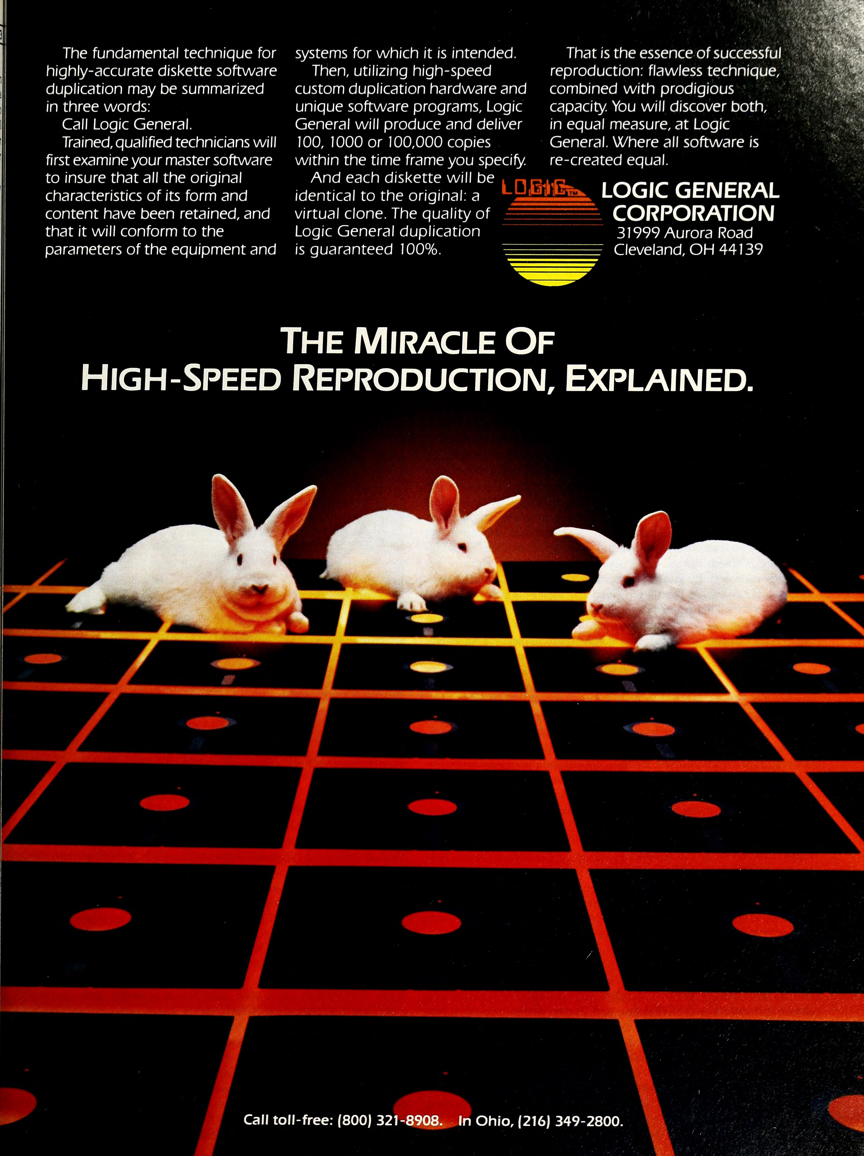 The fundamental technique for
highly-accurate diskette software
duplication may be summarized
in three words:
Call Logic General.
Trained, qualified technicians will
first examine your master software
to insure that all the original
characteristics of its form and
content have been retained, and
that it will conform to the
parameters of the equipment and
systems for which it is intended.
Then, utilizing high-speed
custom duplication hardware and
unique software programs, Logic
General will produce and deliver
100, 1000 or 100,000 copies
within the time frame you specify.
And each diskette will be
identical to the original: a
virtual clone. The quality of
Logic General duplication
is guaranteed 100%.
That is the essence of successful
reproduction: flawless technique,
combined with prodigious
capacity. You will discover both,
in equal measure, at Logic
General. Where all software is
re-created equal.
LOGIC™
LOGIC GENERAL
CORPORATION
31999 Aurora Road
Cleveland, OH 44139
THE MIRACLE OF
HIGH-SPEED REPRODUCTION, EXPLAINED.
Call toll-free: (800) 321-8908. In Ohio, (216) 349-2800.